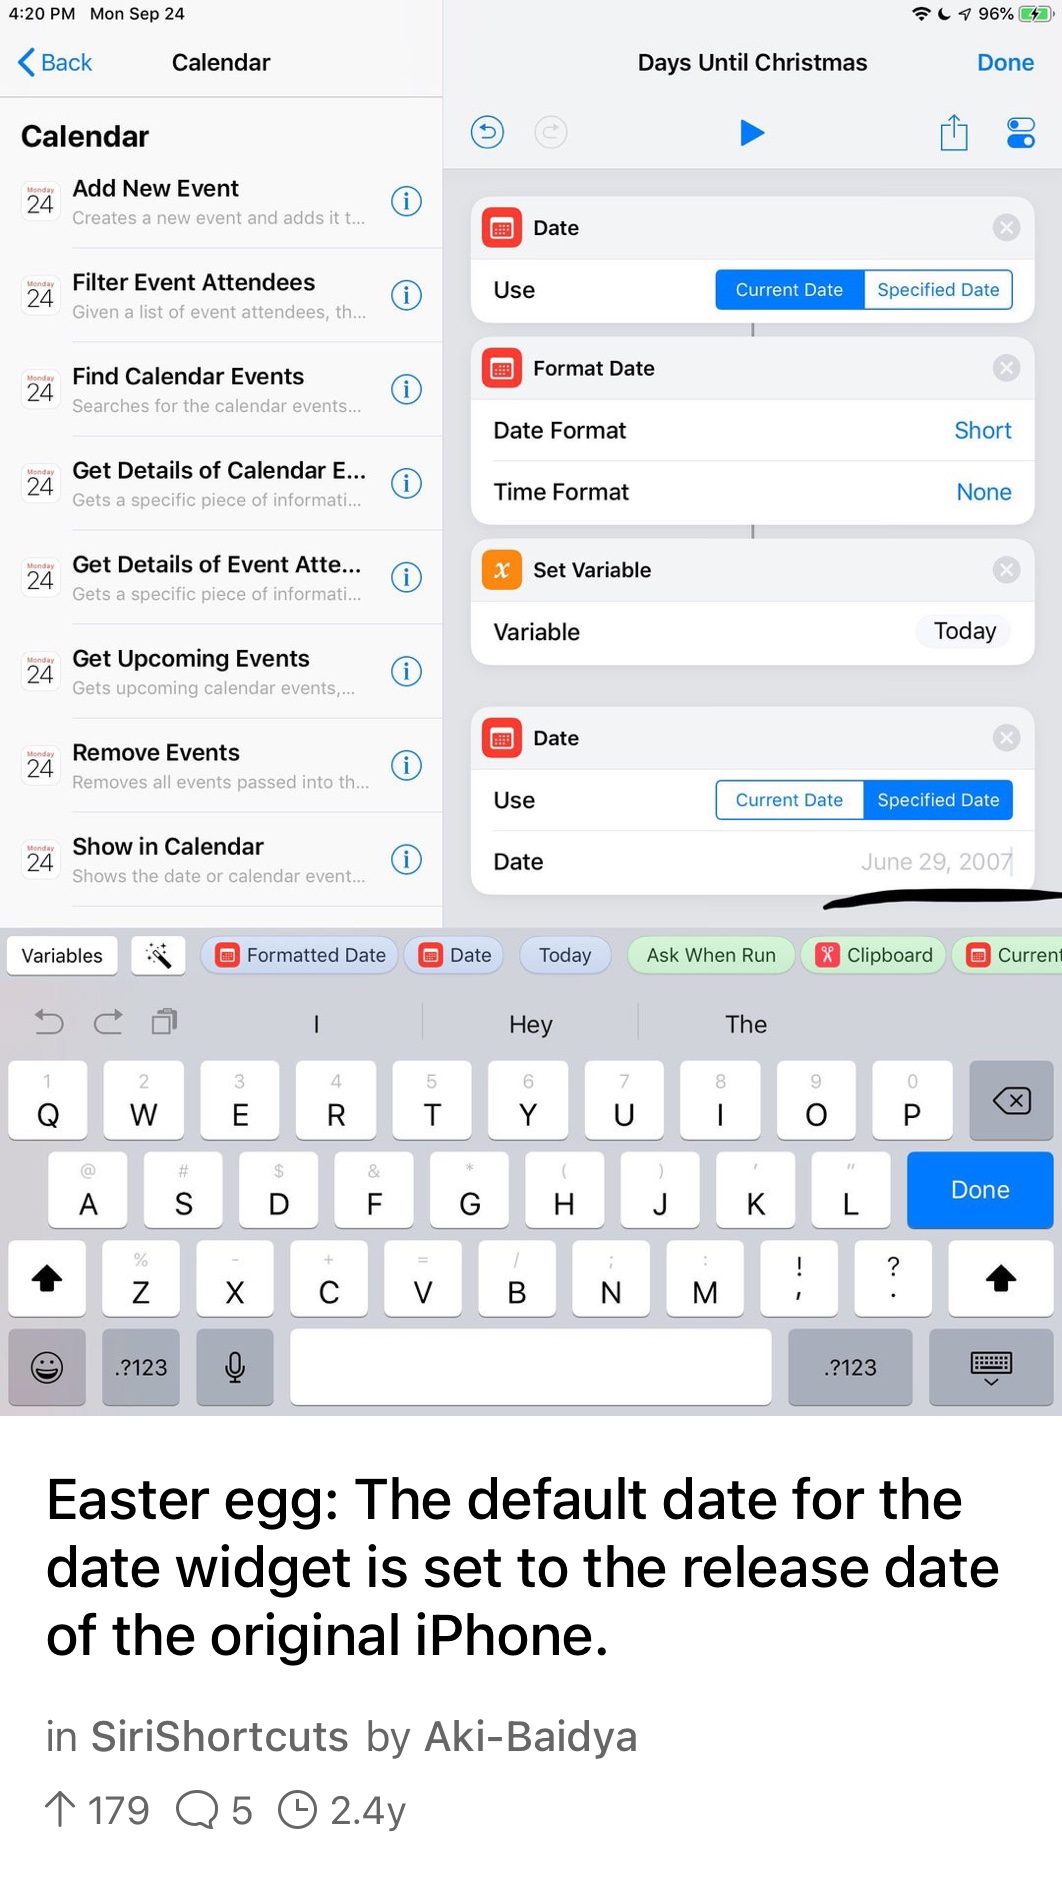 4:20 PM Mon Sep 24
96%
Back
Calendar
Days Until Christmas
Done
Calendar
Monday
24
Add New Event
Creates a new event and adds it t...
Monday
24
Filter Event Attendees
Given a list of event attendees, th...
Monday
24
Find Calendar Events
Searches for the calendar events...
Monday
24
Get Details of Calendar E...
Gets a specific piece of informati...
Monday
24
Get Details of Event Atte...
Gets a specific piece of informati...
Monday
24
Get Upcoming Events
Gets upcoming calendar events,...
Monday
24
Remove Events
Removes all events passed into th...
Monday
24
Show in Calendar
Shows the date or calendar event...
Date
Use Current Date Specified Date
Format Date
Date Format Short
Time Format None
x Set Variable
Variable Today
Date
Use Current Date Specified Date
Date June 29, 2007
Variables Formatted Date Date Today Ask When Run Clipboard Current
I Hey The
1 2 3 4 5 6 7 8 9 0
Q W E R T Y U I O P
@ # $ & * ( ) ' "
A S D F G H J K L Done
% - + = / ; : ! ?
Z X C V B N M , .
.?123 .?123
Easter egg: The default date for the
date widget is set to the release date
of the original iPhone.
in SiriShortcuts by Aki-Baidya
179 5 2.4y